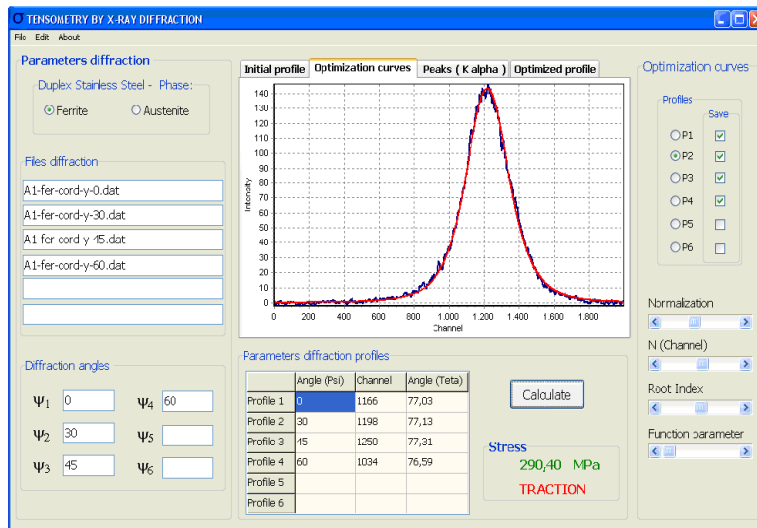 σ TENSOMETRY BY X-RAY DIFFRACTION
File Edit About
Parameters diffraction
Duplex Stainless Steel - Phase:
Ferrite Austenite
Files diffraction
A1-fer-cord-y-0.dat
A1-fer-cord-y-30.dat
A1-fer-cord-y-45.dat
A1-fer-cord-y-60.dat
Diffraction angles
Ψ1 0 Ψ4 60
Ψ2 30 Ψ5
Ψ3 45 Ψ6
Initial profile Optimization curves Peaks ( K alpha ) Optimized profile
Intensity
140
130
120
110
100
90
80
70
60
50
40
30
20
10
0
0 200 400 600 800 1.000 1.200 1.400 1.600 1.800
Channel
Parameters diffraction profiles
Angle (Psi) Channel Angle (Teta)
Profile 1 0 1166 77,03
Profile 2 30 1198 77,13
Profile 3 45 1250 77,31
Profile 4 60 1034 76,59
Profile 5
Profile 6
Calculate
Stress
290,40 MPa
TRACTION
Optimization curves
Profiles
Save
P1
P2
P3
P4
P5
P6
Normalization
N (Channel)
Root Index
Function parameter